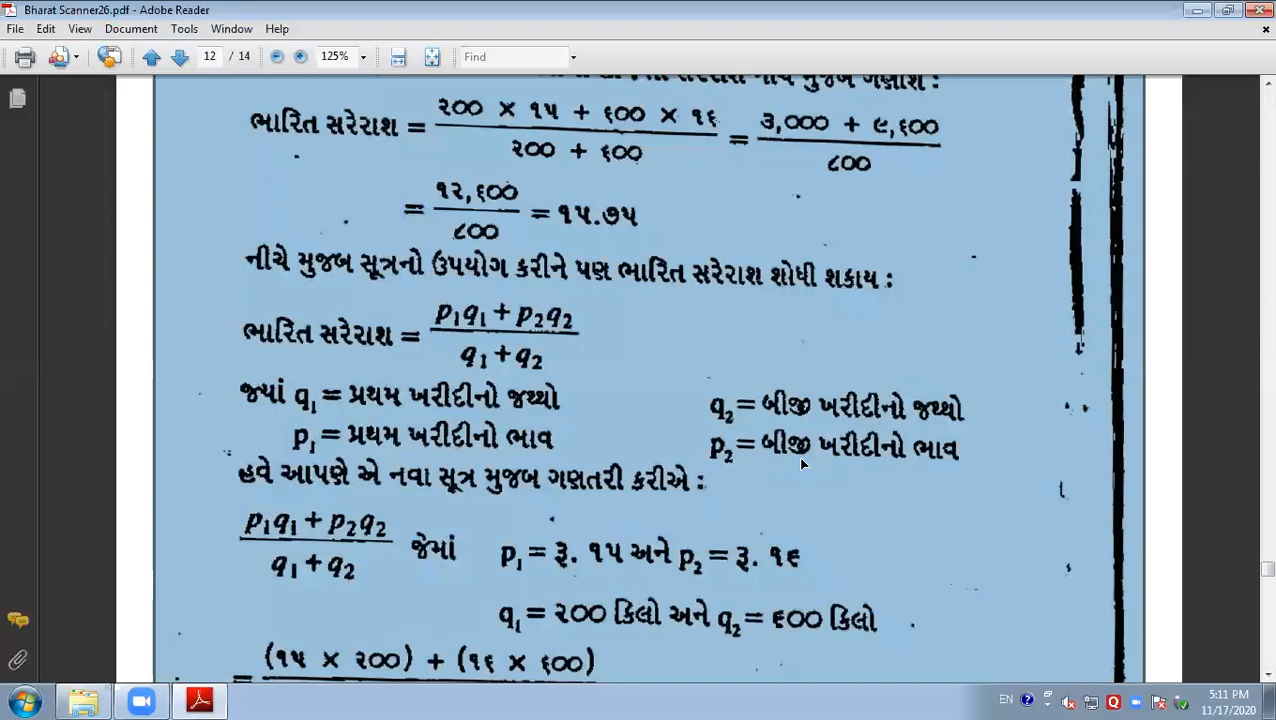 Bharat Scanner26.pdf - Adobe Reader
File Edit View Document Tools Window Help
12 / 14 125% Find
નીચે મુજબ ગણાશે :
ભારિત સરેરાશ = ૨૦૦ × ૧૫ + ૬૦૦ × ૧૬ / ૨૦૦ + ૬૦૦ = ૩,૦૦૦ + ૯,૬૦૦ / ૮૦૦
= ૧૨,૬૦૦ / ૮૦૦ = ૧૫.૭૫
નીચે મુજબ સૂત્રનો ઉપયોગ કરીને પણ ભારિત સરેરાશ શોધી શકાય :
ભારિત સરેરાશ = p₁q₁ + p₂q₂ / q₁ + q₂
જ્યાં q₁ = પ્રથમ ખરીદીનો જથ્થો q₂ = બીજી ખરીદીનો જથ્થો
p₁ = પ્રથમ ખરીદીનો ભાવ p₂ = બીજી ખરીદીનો ભાવ
હવે આપણે એ નવા સૂત્ર મુજબ ગણતરી કરીએ :
p₁q₁ + p₂q₂ / q₁ + q₂ જેમાં p₁ = રૂ. ૧૫ અને p₂ = રૂ. ૧૬
q₁ = ૨૦૦ કિલો અને q₂ = ૬૦૦ કિલો
= (૧૫ × ૨૦૦) + (૧૬ × ૬૦૦)
EN 5:11 PM
11/17/2020